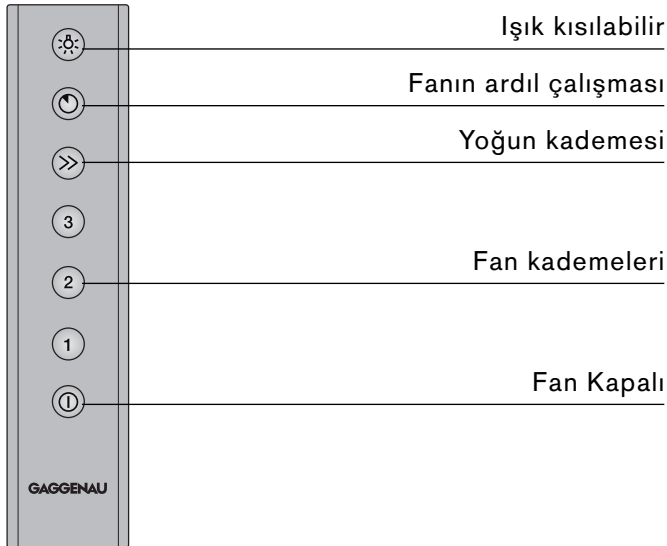 Işık kısılabilir
Fanın ardıl çalışması
Yoğun kademesi
3
Fan kademeleri
2
1
Fan Kapalı
GAGGENAU